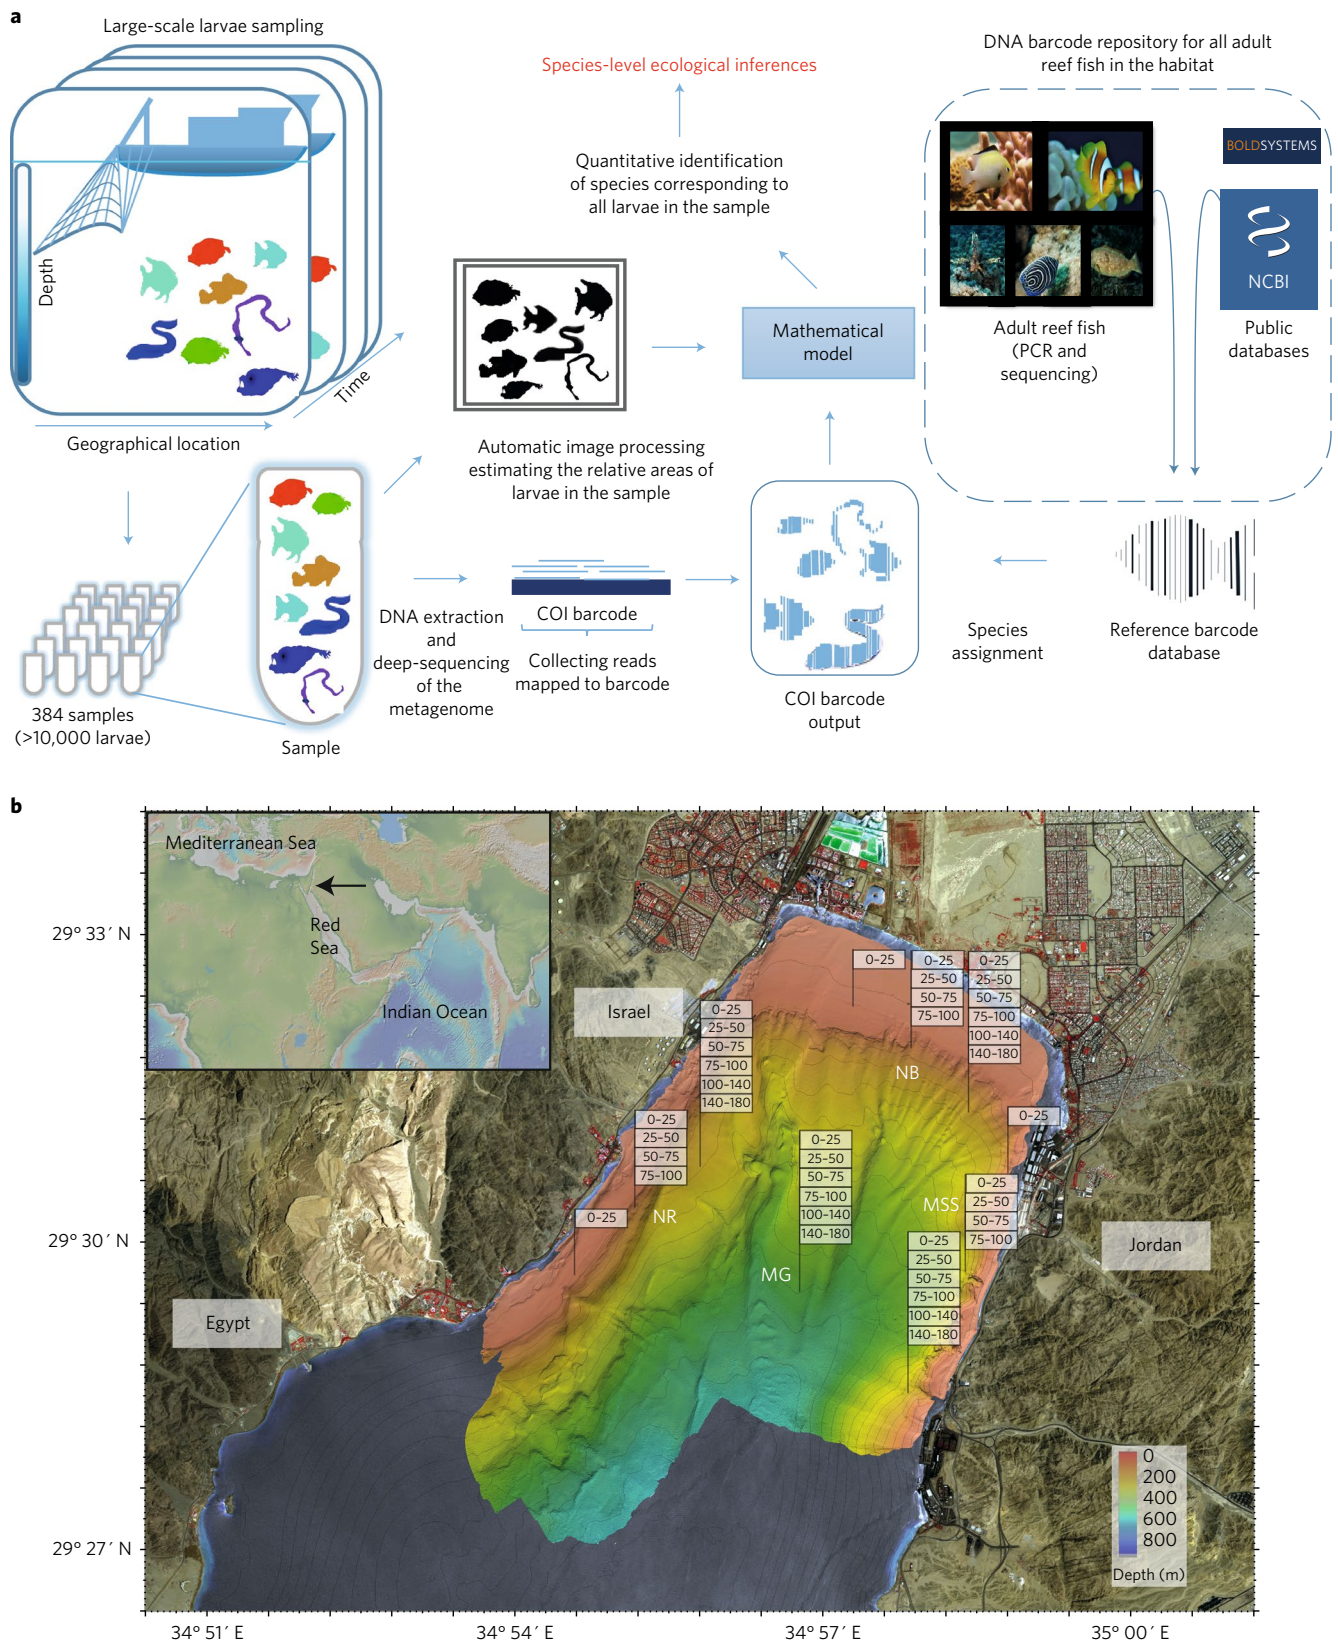 a
Large-scale larvae sampling
Depth
Time
Geographical location
384 samples
(>10,000 larvae)
Sample
Species-level ecological inferences
Quantitative identification
of species corresponding to
all larvae in the sample
Automatic image processing
estimating the relative areas of
larvae in the sample
Mathematical
model
DNA extraction
and
deep-sequencing
of the
metagenome
COI barcode
Collecting reads
mapped to barcode
COI barcode
output
DNA barcode repository for all adult
reef fish in the habitat
BOLDSYSTEMS
NCBI
Adult reef fish
(PCR and
sequencing)
Public
databases
Species
assignment
Reference barcode
database
b
Mediterranean Sea
Red
Sea
Indian Ocean
29° 33′ N
29° 30′ N
29° 27′ N
34° 51′ E
34° 54′ E
34° 57′ E
35° 00′ E
Israel
Egypt
Jordan
0–25
0–25
25–50
50–75
75–100
0–25
25–50
50–75
75–100
100–140
140–180
0–25
25–50
50–75
75–100
100–140
140–180
NB
0–25
0–25
25–50
50–75
75–100
0–25
NR
0–25
25–50
50–75
75–100
100–140
140–180
MG
MSS
0–25
25–50
50–75
75–100
0–25
25–50
50–75
75–100
100–140
140–180
0
200
400
600
800
Depth (m)